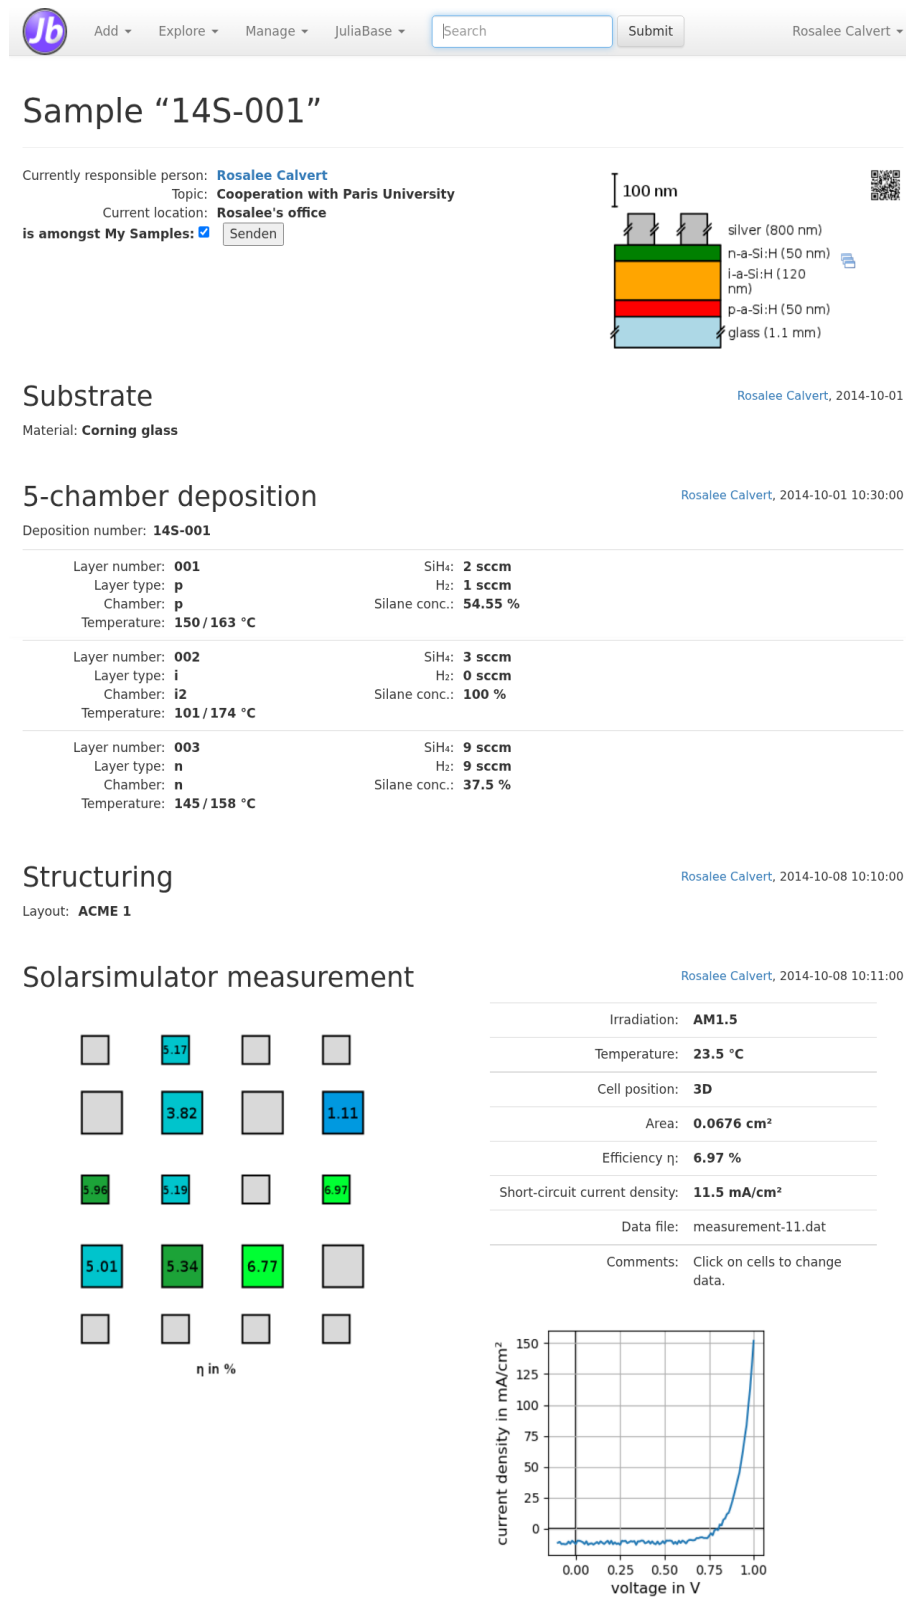 Jb Add Explore Manage JuliaBase Search Submit Rosalee Calvert
Sample “14S-001”
Currently responsible person: Rosalee Calvert
Topic: Cooperation with Paris University
Current location: Rosalee's office
is amongst My Samples: Senden
100 nm
silver (800 nm)
n-a-Si:H (50 nm)
i-a-Si:H (120
nm)
p-a-Si:H (50 nm)
glass (1.1 mm)
Substrate
Rosalee Calvert, 2014-10-01
Material: Corning glass
5-chamber deposition
Rosalee Calvert, 2014-10-01 10:30:00
Deposition number: 14S-001
Layer number: 001 SiH₄: 2 sccm
Layer type: p H₂: 1 sccm
Chamber: p Silane conc.: 54.55 %
Temperature: 150 / 163 °C
Layer number: 002 SiH₄: 3 sccm
Layer type: i H₂: 0 sccm
Chamber: i2 Silane conc.: 100 %
Temperature: 101 / 174 °C
Layer number: 003 SiH₄: 9 sccm
Layer type: n H₂: 9 sccm
Chamber: n Silane conc.: 37.5 %
Temperature: 145 / 158 °C
Structuring
Rosalee Calvert, 2014-10-08 10:10:00
Layout: ACME 1
Solarsimulator measurement
Rosalee Calvert, 2014-10-08 10:11:00
5.17
3.82 1.11
5.96 5.19 6.97
5.01 5.34 6.77
η in %
Irradiation: AM1.5
Temperature: 23.5 °C
Cell position: 3D
Area: 0.0676 cm²
Efficiency η: 6.97 %
Short-circuit current density: 11.5 mA/cm²
Data file: measurement-11.dat
Comments: Click on cells to change
data.
current density in mA/cm²
150
125
100
75
50
25
0
0.00 0.25 0.50 0.75 1.00
voltage in V